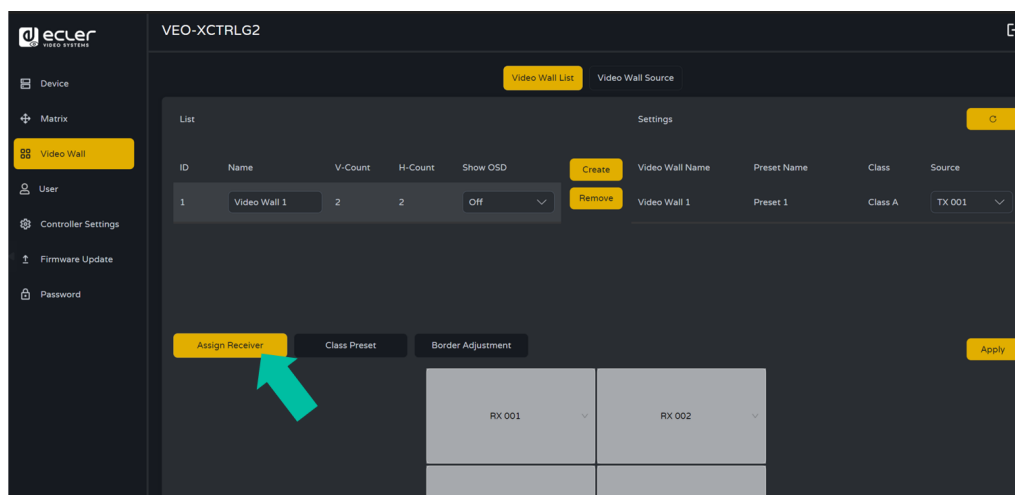 ecler
VIDEO SYSTEMS
VEO-XCTRLG2
Device
Matrix
Video Wall
User
Controller Settings
Firmware Update
Password
Video Wall List
Video Wall Source
List
Settings
ID Name V-Count H-Count Show OSD
Create
Video Wall Name Preset Name Class Source
1 Video Wall 1 2 2 Off
Remove
Video Wall 1 Preset 1 Class A TX 001
Assign Receiver
Class Preset
Border Adjustment
Apply
RX 001
RX 002